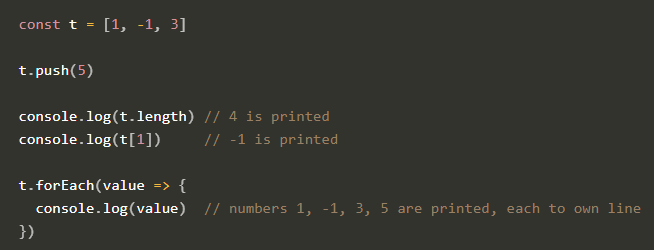 const t = [1, -1, 3]

t.push(5)

console.log(t.length) // 4 is printed
console.log(t[1])     // -1 is printed

t.forEach(value => {
  console.log(value)  // numbers 1, -1, 3, 5 are printed, each to own line
})